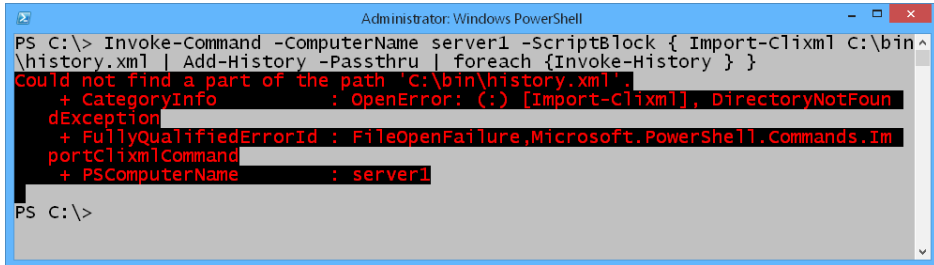 Administrator: Windows PowerShell
PS C:\> Invoke-Command -ComputerName server1 -ScriptBlock { Import-Clixml C:\bin
\history.xml | Add-History -Passthru | foreach {Invoke-History } }
Could not find a part of the path 'C:\bin\history.xml'.
    + CategoryInfo          : OpenError: (:) [Import-Clixml], DirectoryNotFoun
   dException
    + FullyQualifiedErrorId : FileOpenFailure,Microsoft.PowerShell.Commands.Im
   portClixmlCommand
    + PSComputerName        : server1
PS C:\>